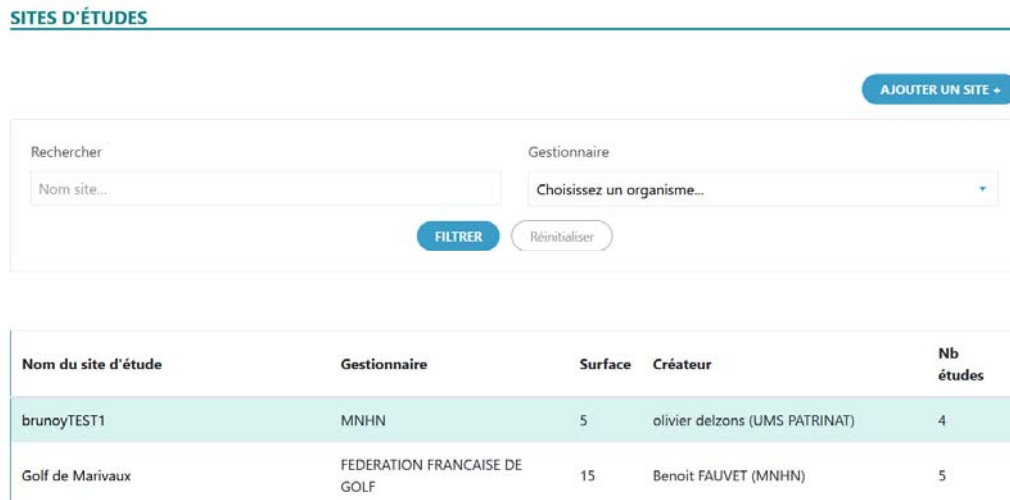 SITES D'ÉTUDES
AJOUTER UN SITE +
Rechercher
Gestionnaire
Nom site...
Choisissez un organisme...
FILTRER
Réinitialiser
Nom du site d'étude Gestionnaire Surface Créateur Nb études
brunoyTEST1 MNHN 5 olivier delzons (UMS PATRINAT) 4
Golf de Marivaux FEDERATION FRANCAISE DE GOLF 15 Benoit FAUVET (MNHN) 5